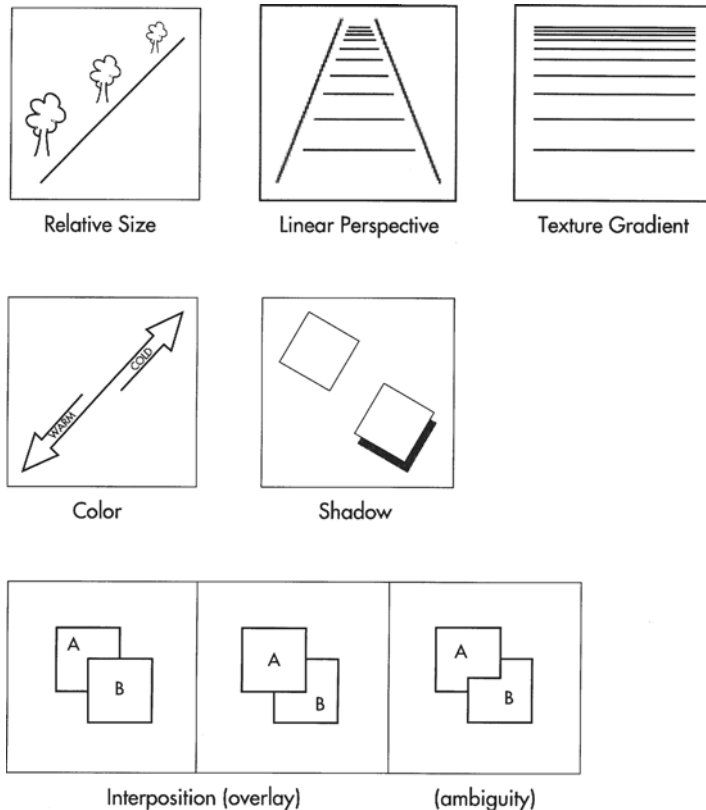 Relative Size
Linear Perspective
Texture Gradient
WARM
COLD
Color
Shadow
A
B
A
B
A
B
Interposition (overlay)
(ambiguity)